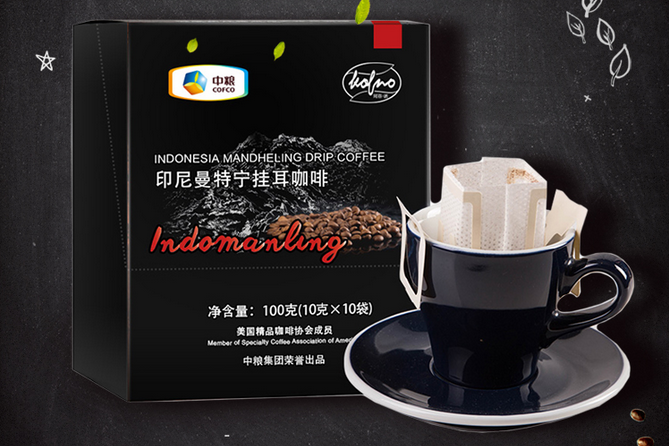 中粮
COFCO
kofno
INDONESIA MANDHELING DRIP COFFEE
印尼曼特宁挂耳咖啡
Indomanling
净含量：100克(10克×10袋)
美国精品咖啡协会成员
Member of Specialty Coffee Association of Amer
中粮集团荣誉出品